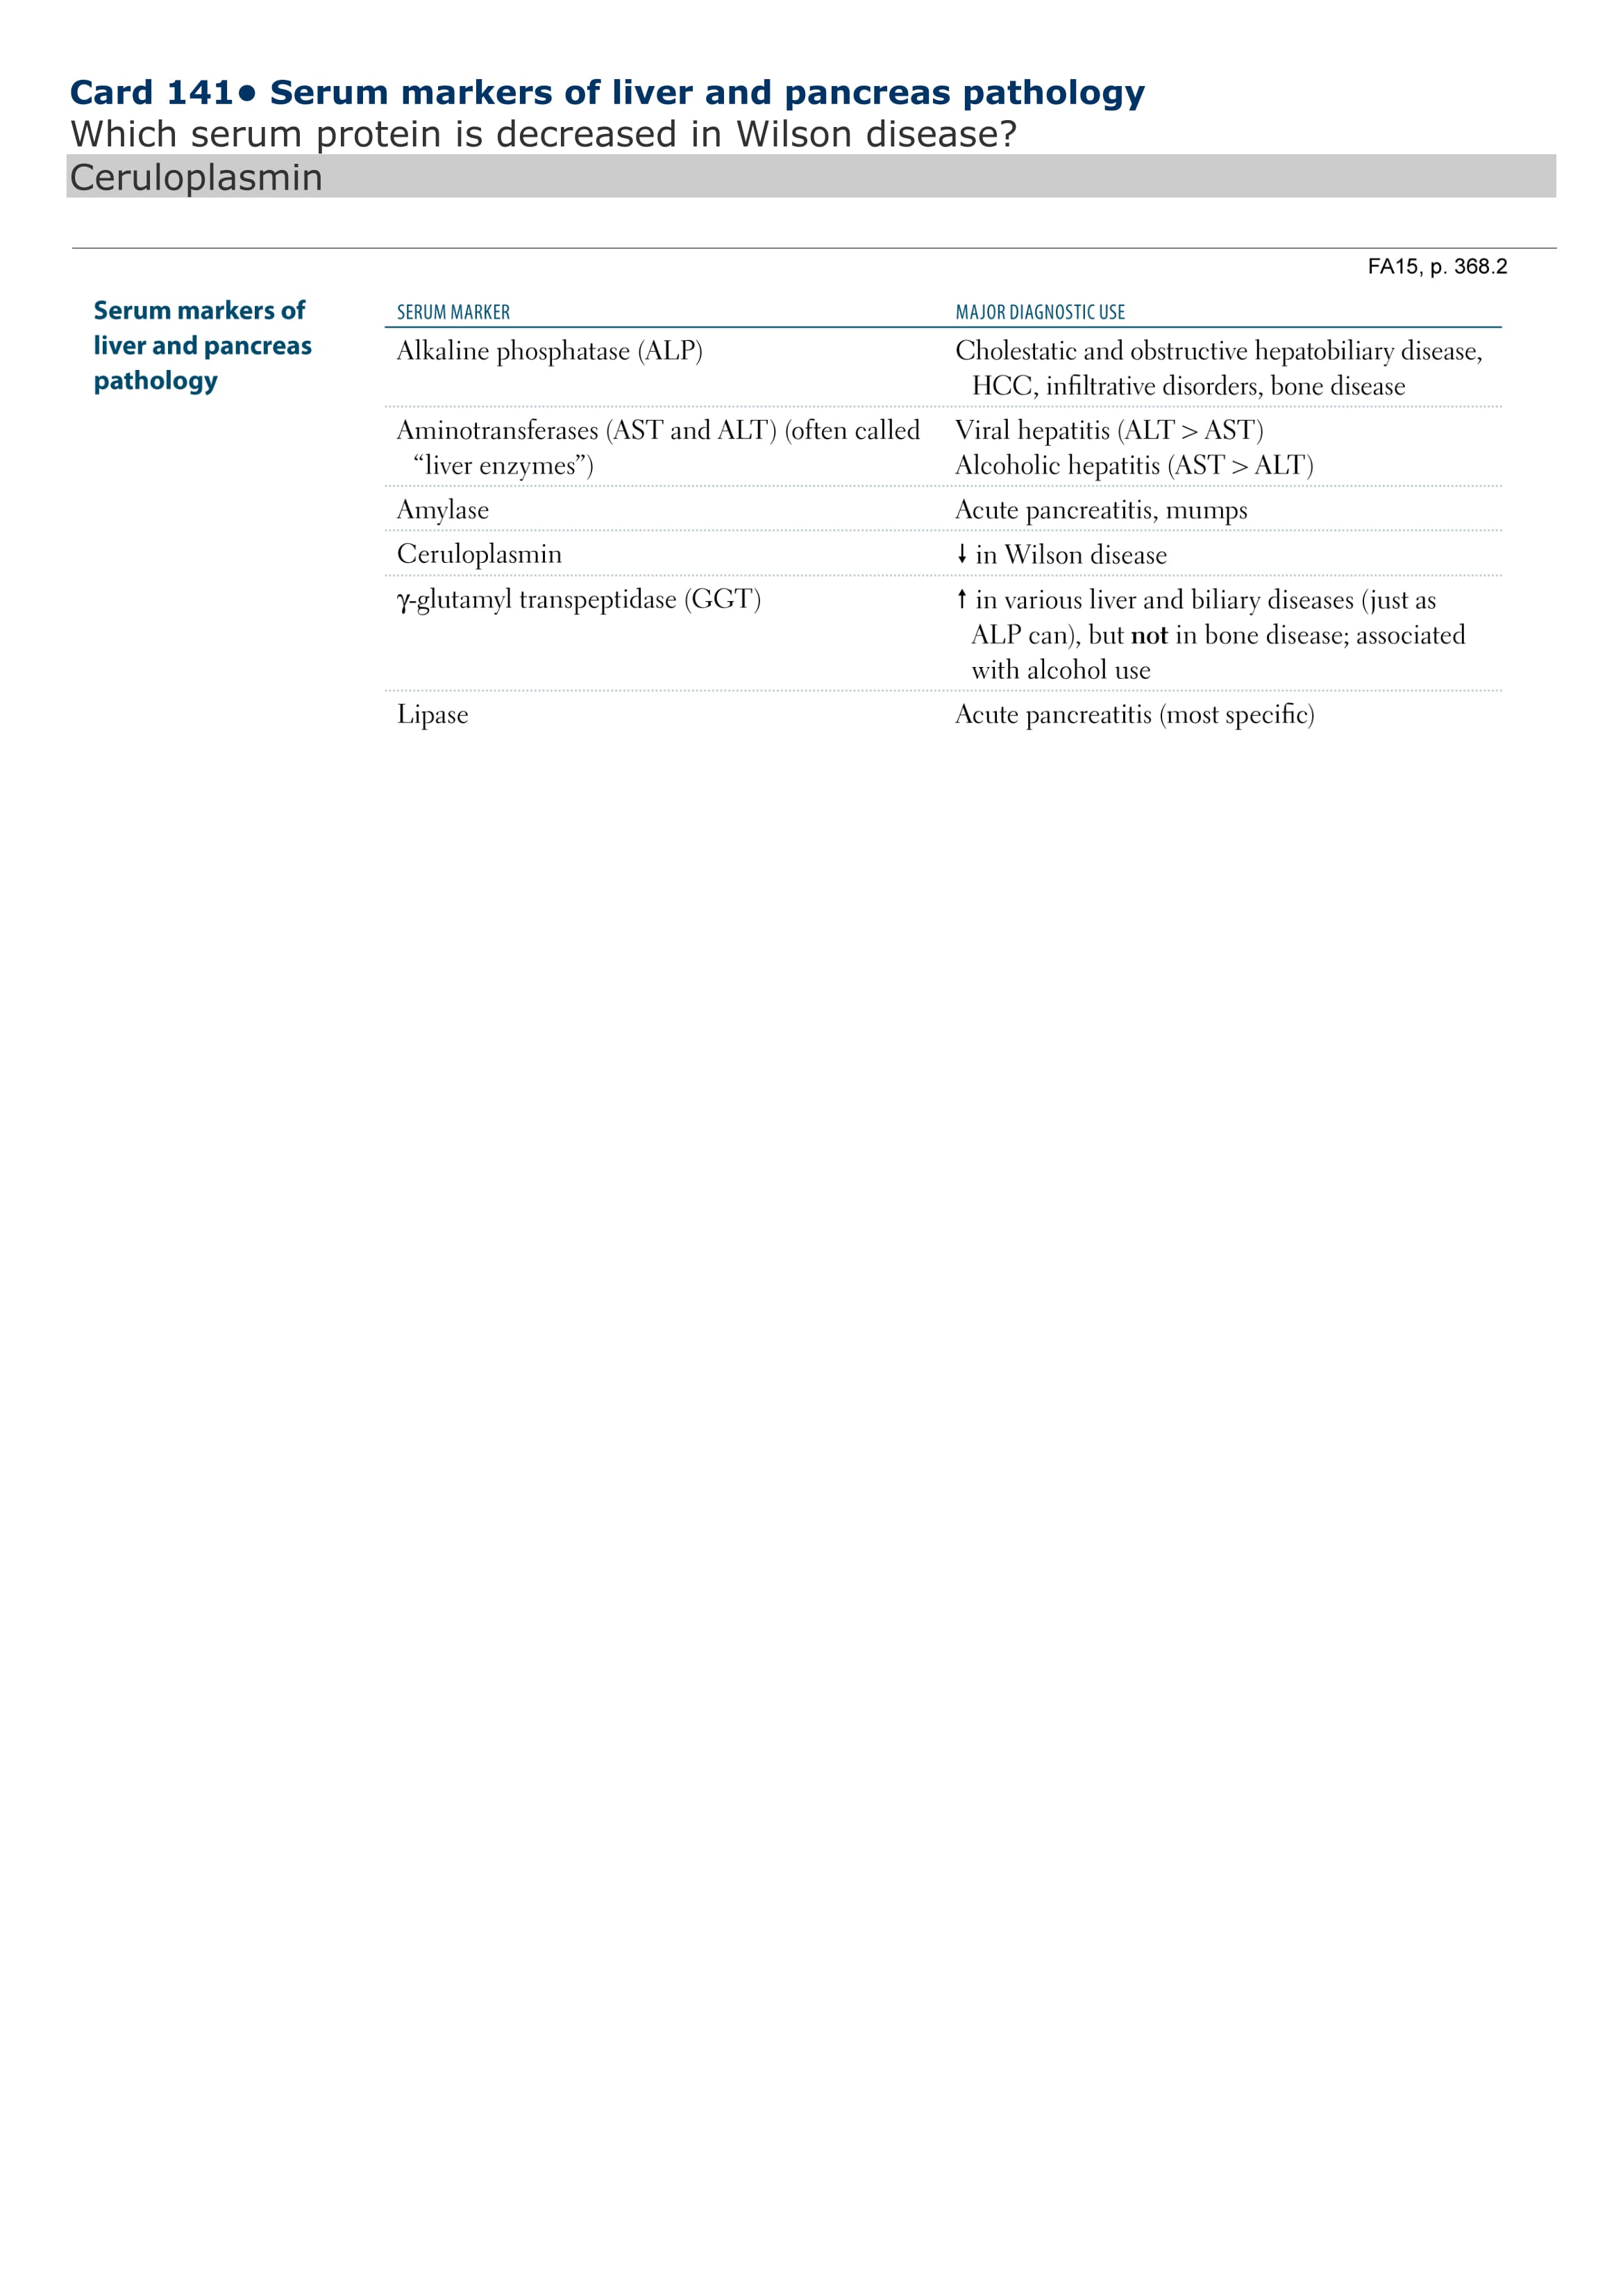 Card 141● Serum markers of liver and pancreas pathology
Which serum protein is decreased in Wilson disease?
Ceruloplasmin
FA15, p. 368.2
Serum markers of
liver and pancreas
pathology
SERUM MARKER	MAJOR DIAGNOSTIC USE
Alkaline phosphatase (ALP)	Cholestatic and obstructive hepatobiliary disease,
HCC, infiltrative disorders, bone disease
Aminotransferases (AST and ALT) (often called	Viral hepatitis (ALT > AST)
“liver enzymes”)	Alcoholic hepatitis (AST > ALT)
Amylase	Acute pancreatitis, mumps
Ceruloplasmin	↓ in Wilson disease
γ-glutamyl transpeptidase (GGT)	↑ in various liver and biliary diseases (just as
ALP can), but not in bone disease; associated
with alcohol use
Lipase	Acute pancreatitis (most specific)